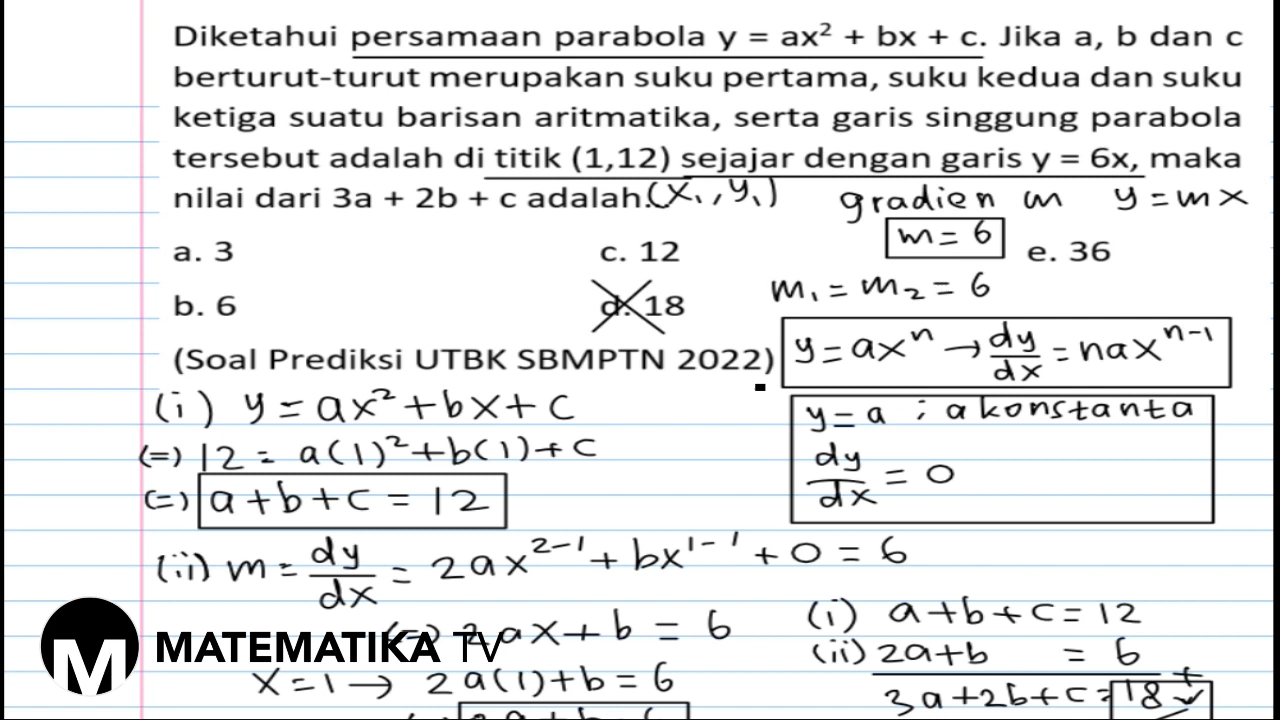 Diketahui persamaan parabola y = ax² + bx + c. Jika a, b dan c
berturut-turut merupakan suku pertama, suku kedua dan suku
ketiga suatu barisan aritmatika, serta garis singgung parabola
tersebut adalah di titik (1,12) sejajar dengan garis y = 6x, maka
nilai dari 3a + 2b + c adalah. (x₁, y₁)
gradien m y = mx
m = 6
a. 3 c. 12 e. 36
m₁ = m₂ = 6
b. 6 d. 18
(Soal Prediksi UTBK SBMPTN 2022)
y = axⁿ → dy/dx = naxⁿ⁻¹
(i) y = ax² + bx + c
y = a ; a konstanta
(=) 12 = a(1)² + b(1) + c
dy/dx = 0
(=) a + b + c = 12
(ii) m = dy/dx = 2ax²⁻¹ + bx¹⁻¹ + 0 = 6
(=) 2ax + b = 6
(i) a + b + c = 12
MATEMATIKA TV
M
(ii) 2a + b = 6
+
x = 1 → 2a(1) + b = 6
3a + 2b + c = 18